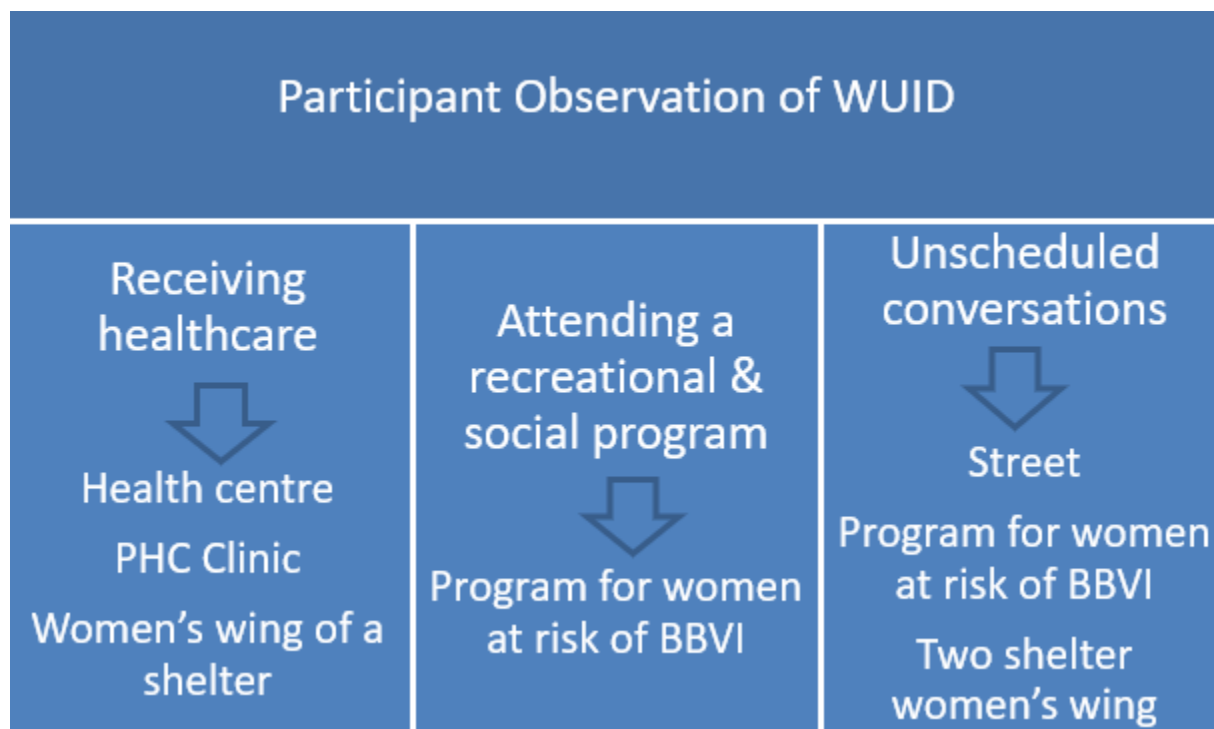 Participant Observation of WUID
Receiving
healthcare
Health centre
PHC Clinic
Women’s wing of a
shelter
Attending a
recreational &
social program
Program for women
at risk of BBVI
Unscheduled
conversations
Street
Program for women
at risk of BBVI
Two shelter
women’s wing